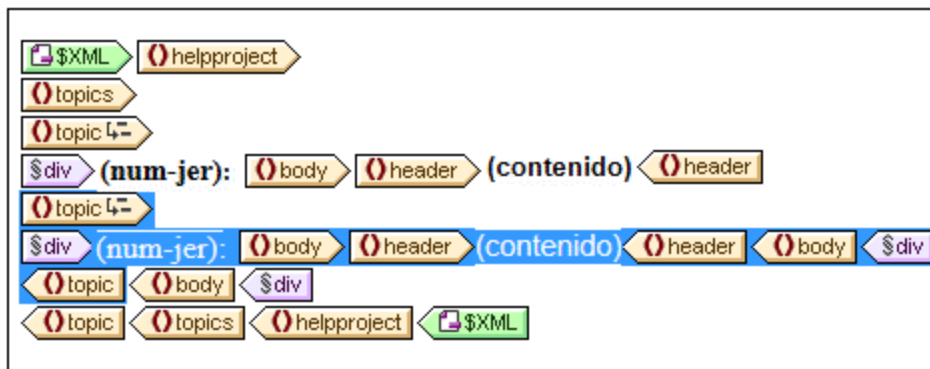 $XML helpproject
topics
topic
§div (num-jer): body header (contenido) header
topic
§div (num-jer): body header (contenido) header body §div
topic body §div
topic topics helpproject $XML